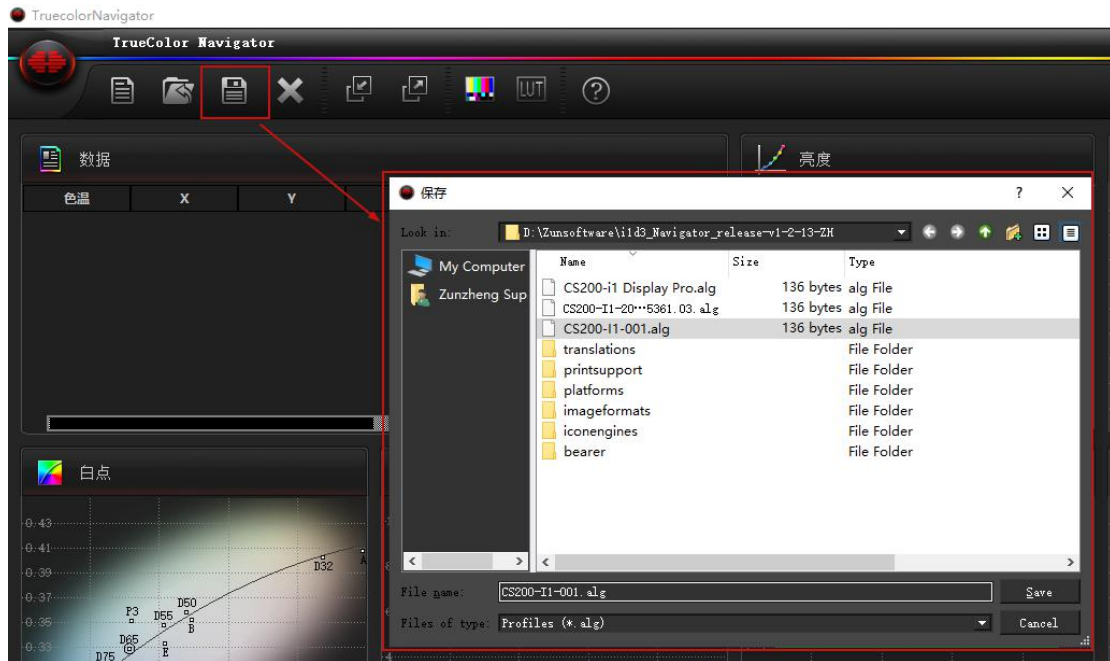 TruecolorNavigator
TrueColor Navigator
LUT
?
数据
亮度
色温 X Y
保存
? ×
Look in: D:\Zunsoftware\i1d3_Navigator_release-v1-2-13-ZH
My Computer
Zunzheng Sup
Name Size Type
CS200-i1 Display Pro.alg 136 bytes alg File
CS200-I1-20···5361.03.alg 136 bytes alg File
CS200-I1-001.alg 136 bytes alg File
translations File Folder
printsupport File Folder
platforms File Folder
imageformats File Folder
iconengines File Folder
bearer File Folder
File name: CS200-I1-001.alg Save
Files of type: Profiles (*.alg) Cancel
白点
0.43
0.41
D32 A
0.39
0.37
P3 D55 D50
0.35 B
D65
0.33 E
D75